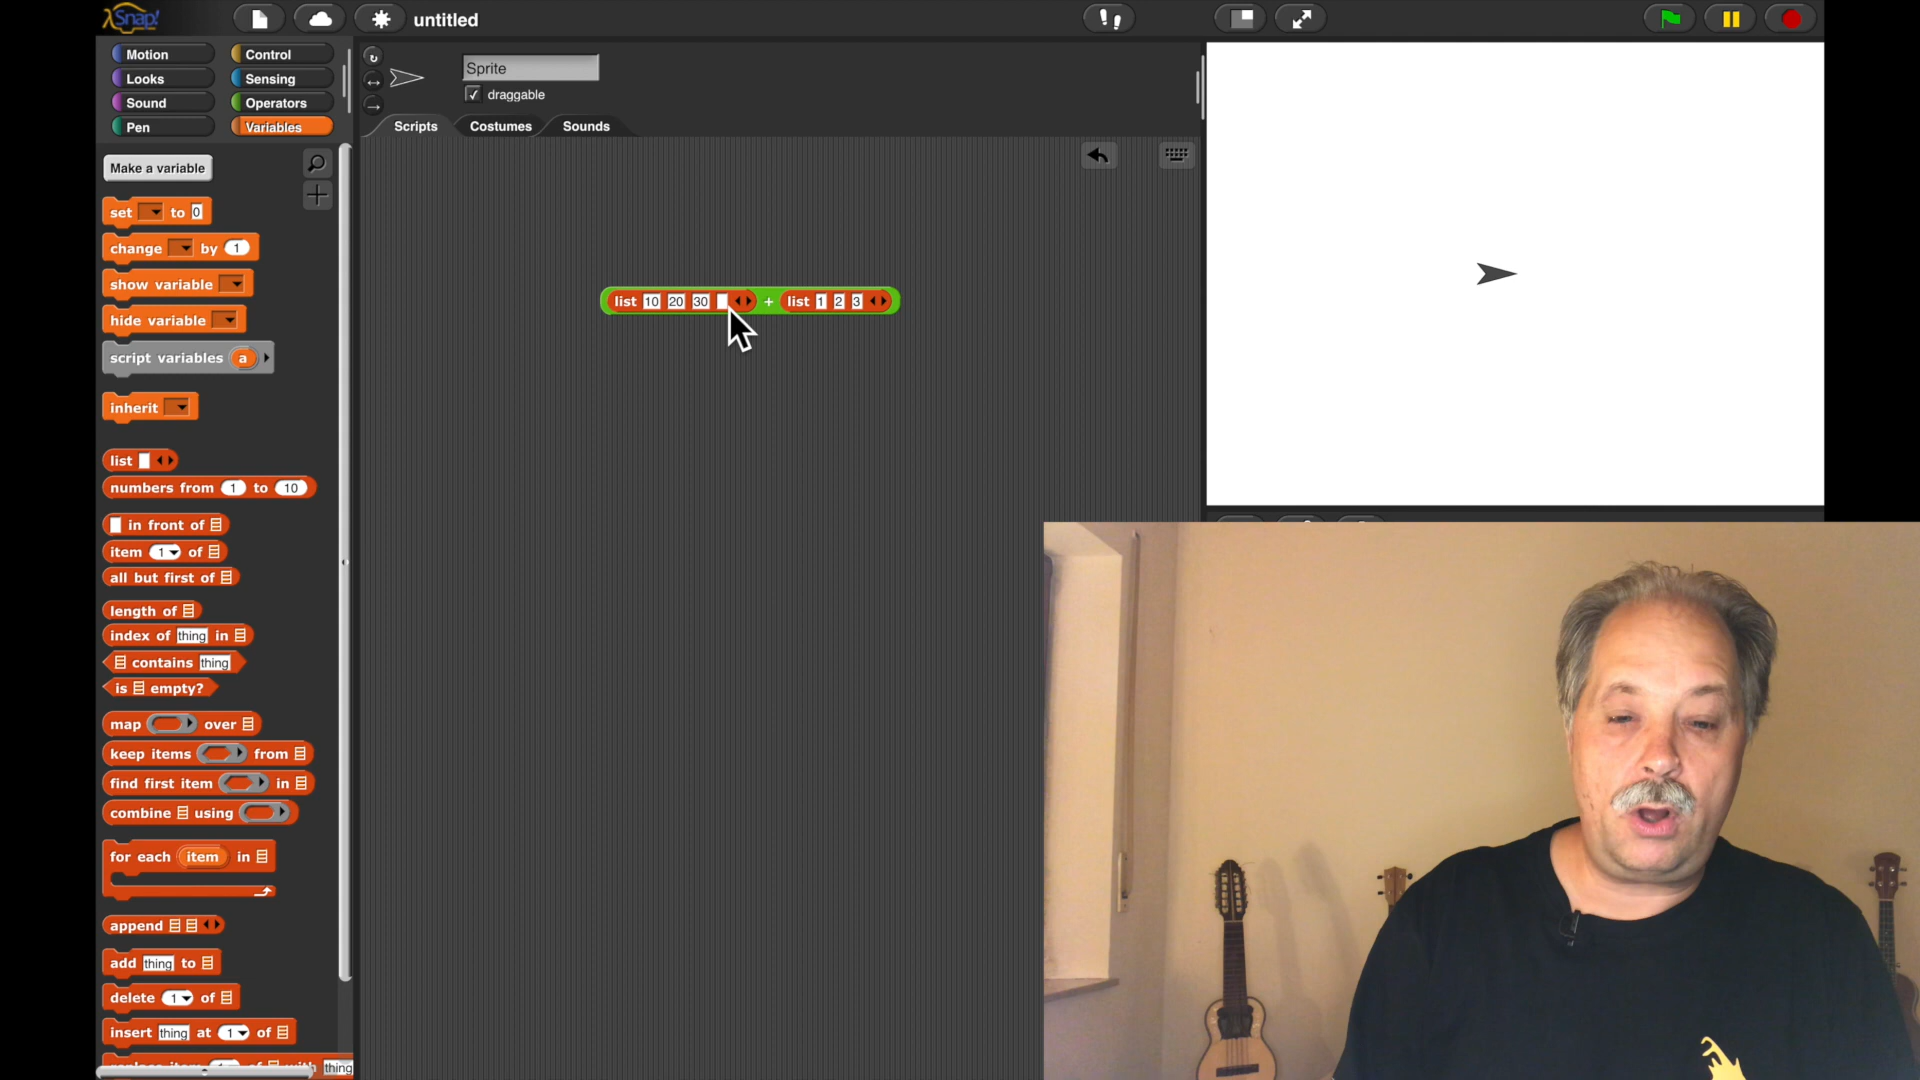 Snap!
untitled
Motion
Control
Looks
Sensing
Sound
Operators
Pen
Variables
Sprite
draggable
Scripts
Costumes
Sounds
Make a variable
set to 0
change by 1
show variable
hide variable
script variables a
inherit
list
numbers from 1 to 10
in front of
item 1 of
all but first of
length of
index of thing in
contains thing
is empty?
map over
keep items from
find first item in
combine using
for each item in
append
add thing to
delete 1 of
insert thing at 1 of
thing
list 10 20 30 + list 1 2 3